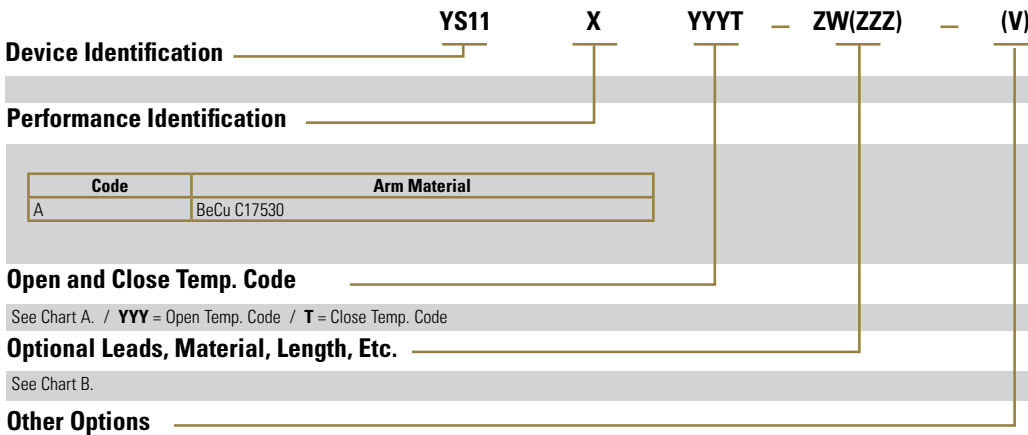 YS11 X YYYT – ZW(ZZZ) – (V)
Device Identification
Performance Identification
Code Arm Material
A BeCu C17530
Open and Close Temp. Code
See Chart A. / YYY = Open Temp. Code / T = Close Temp. Code
Optional Leads, Material, Length, Etc.
See Chart B.
Other Options